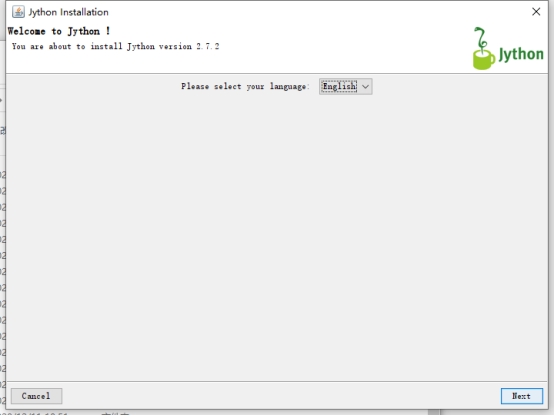 Jython Installation
Welcome to Jython !
You are about to install Jython version 2.7.2
Jython
Please select your language: English
Cancel
Next